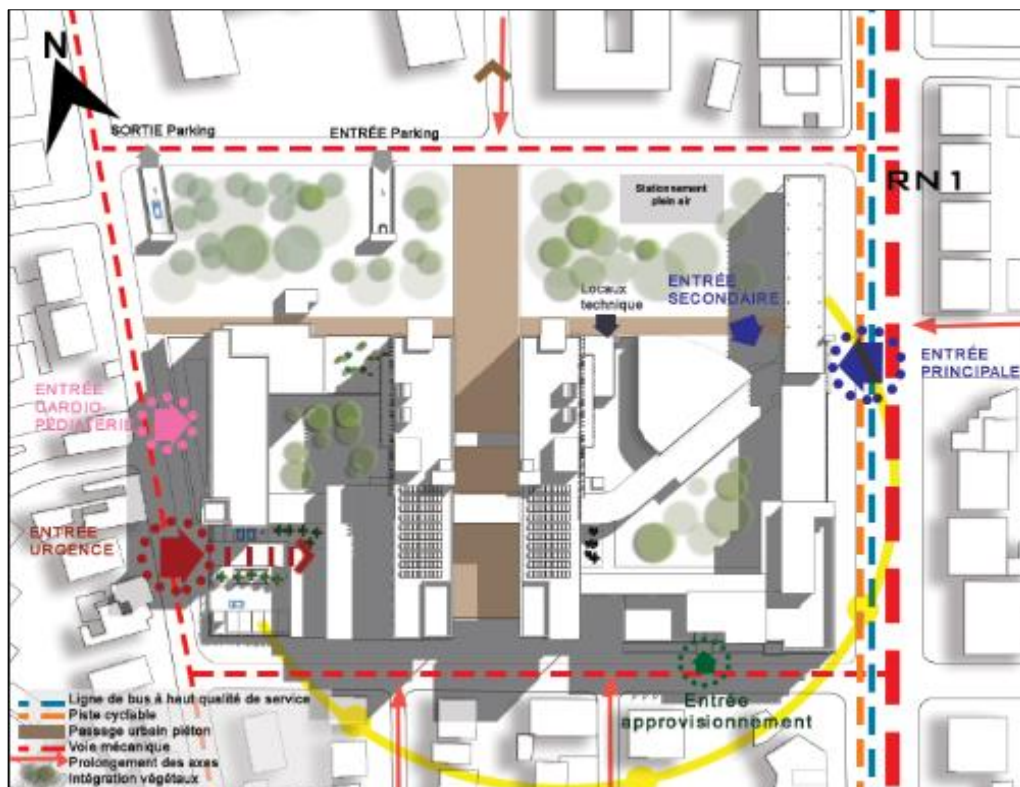 N
SORTIE Parking
ENTRÉE Parking
RN 1
Stationnement
plein air
ENTRÉE
SECONDAIRE
Locaux
technique
ENTRÉE
PRINCIPALE
ENTRÉE
CARDIO-
PÉDIATERIE
ENTRÉE
URGENCE
Entrée
approvisionnement
Ligne de bus à haut qualité de service
Piste cyclable
Passage urbain piéton
Voie mécanique
Prolongement des axes
Intégration végétaux